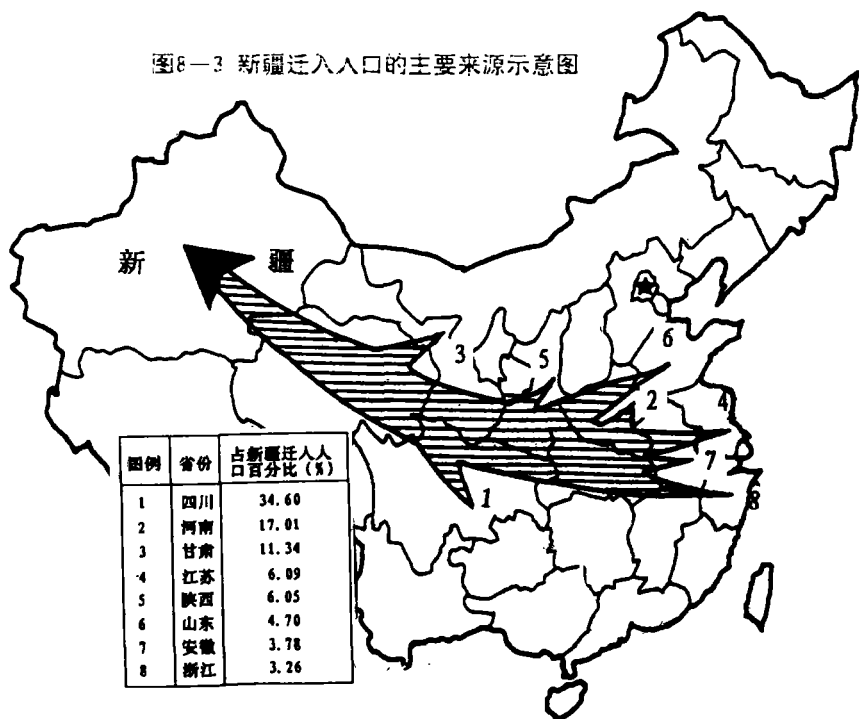 图8—3 新疆迁入人口的主要来源示意图
新 疆
3
5
6
2
4
7
1
8
图例 省份 占新疆迁入人口百分比（%）
1 四川 34.60
2 河南 17.01
3 甘肃 11.34
4 江苏 6.09
5 陕西 6.05
6 山东 4.70
7 安徽 3.78
8 浙江 3.26